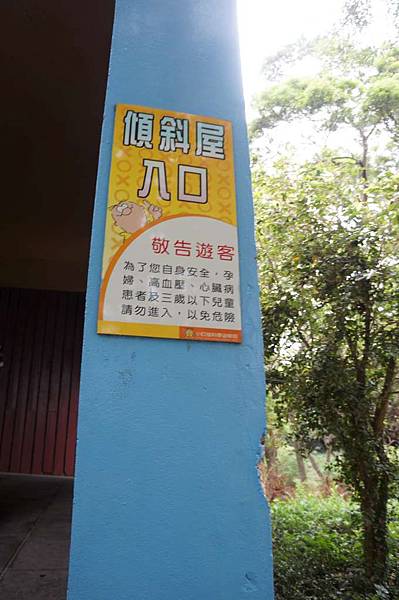 傾斜屋
入口
敬告遊客
為了您自身安全，孕
婦、高血壓、心臟病
患者及三歲以下兒童
請勿進入，以免危險